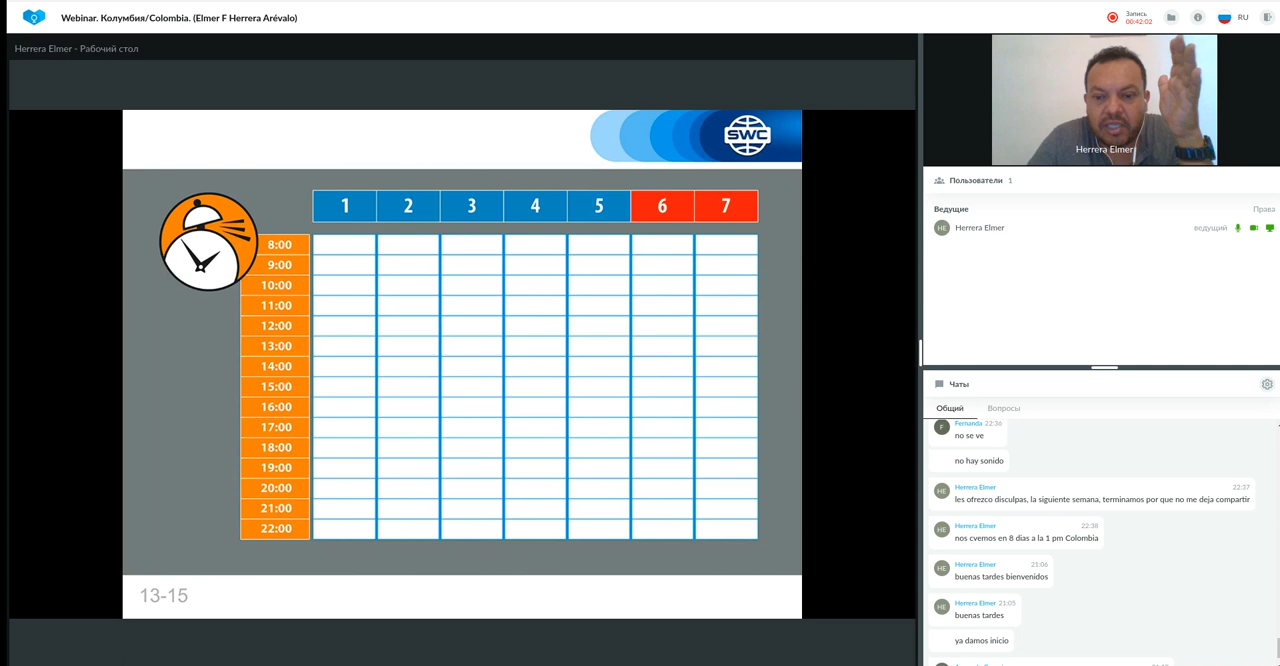 Webinar. Колумбия/Colombia. (Elmer F Herrera Arévalo)
Запись
00:42:02
RU
Herrera Elmer - Рабочий стол
SWC
1 2 3 4 5 6 7
8:00
9:00
10:00
11:00
12:00
13:00
14:00
15:00
16:00
17:00
18:00
19:00
20:00
21:00
22:00
13-15
Herrera Elmer
Пользователи 1
Ведущие Права
HE Herrera Elmer ведущий
Чаты
Общий Вопросы
F Fernanda 22:36
no se ve
no hay sonido
HE Herrera Elmer 22:37
les ofrezco disculpas, la siguiente semana, terminamos por que no me deja compartir
HE Herrera Elmer 22:38
nos cvemos en 8 dias a la 1 pm Colombia
HE Herrera Elmer 21:06
buenas tardes bienvenidos
HE Herrera Elmer 21:05
buenas tardes
ya damos inicio